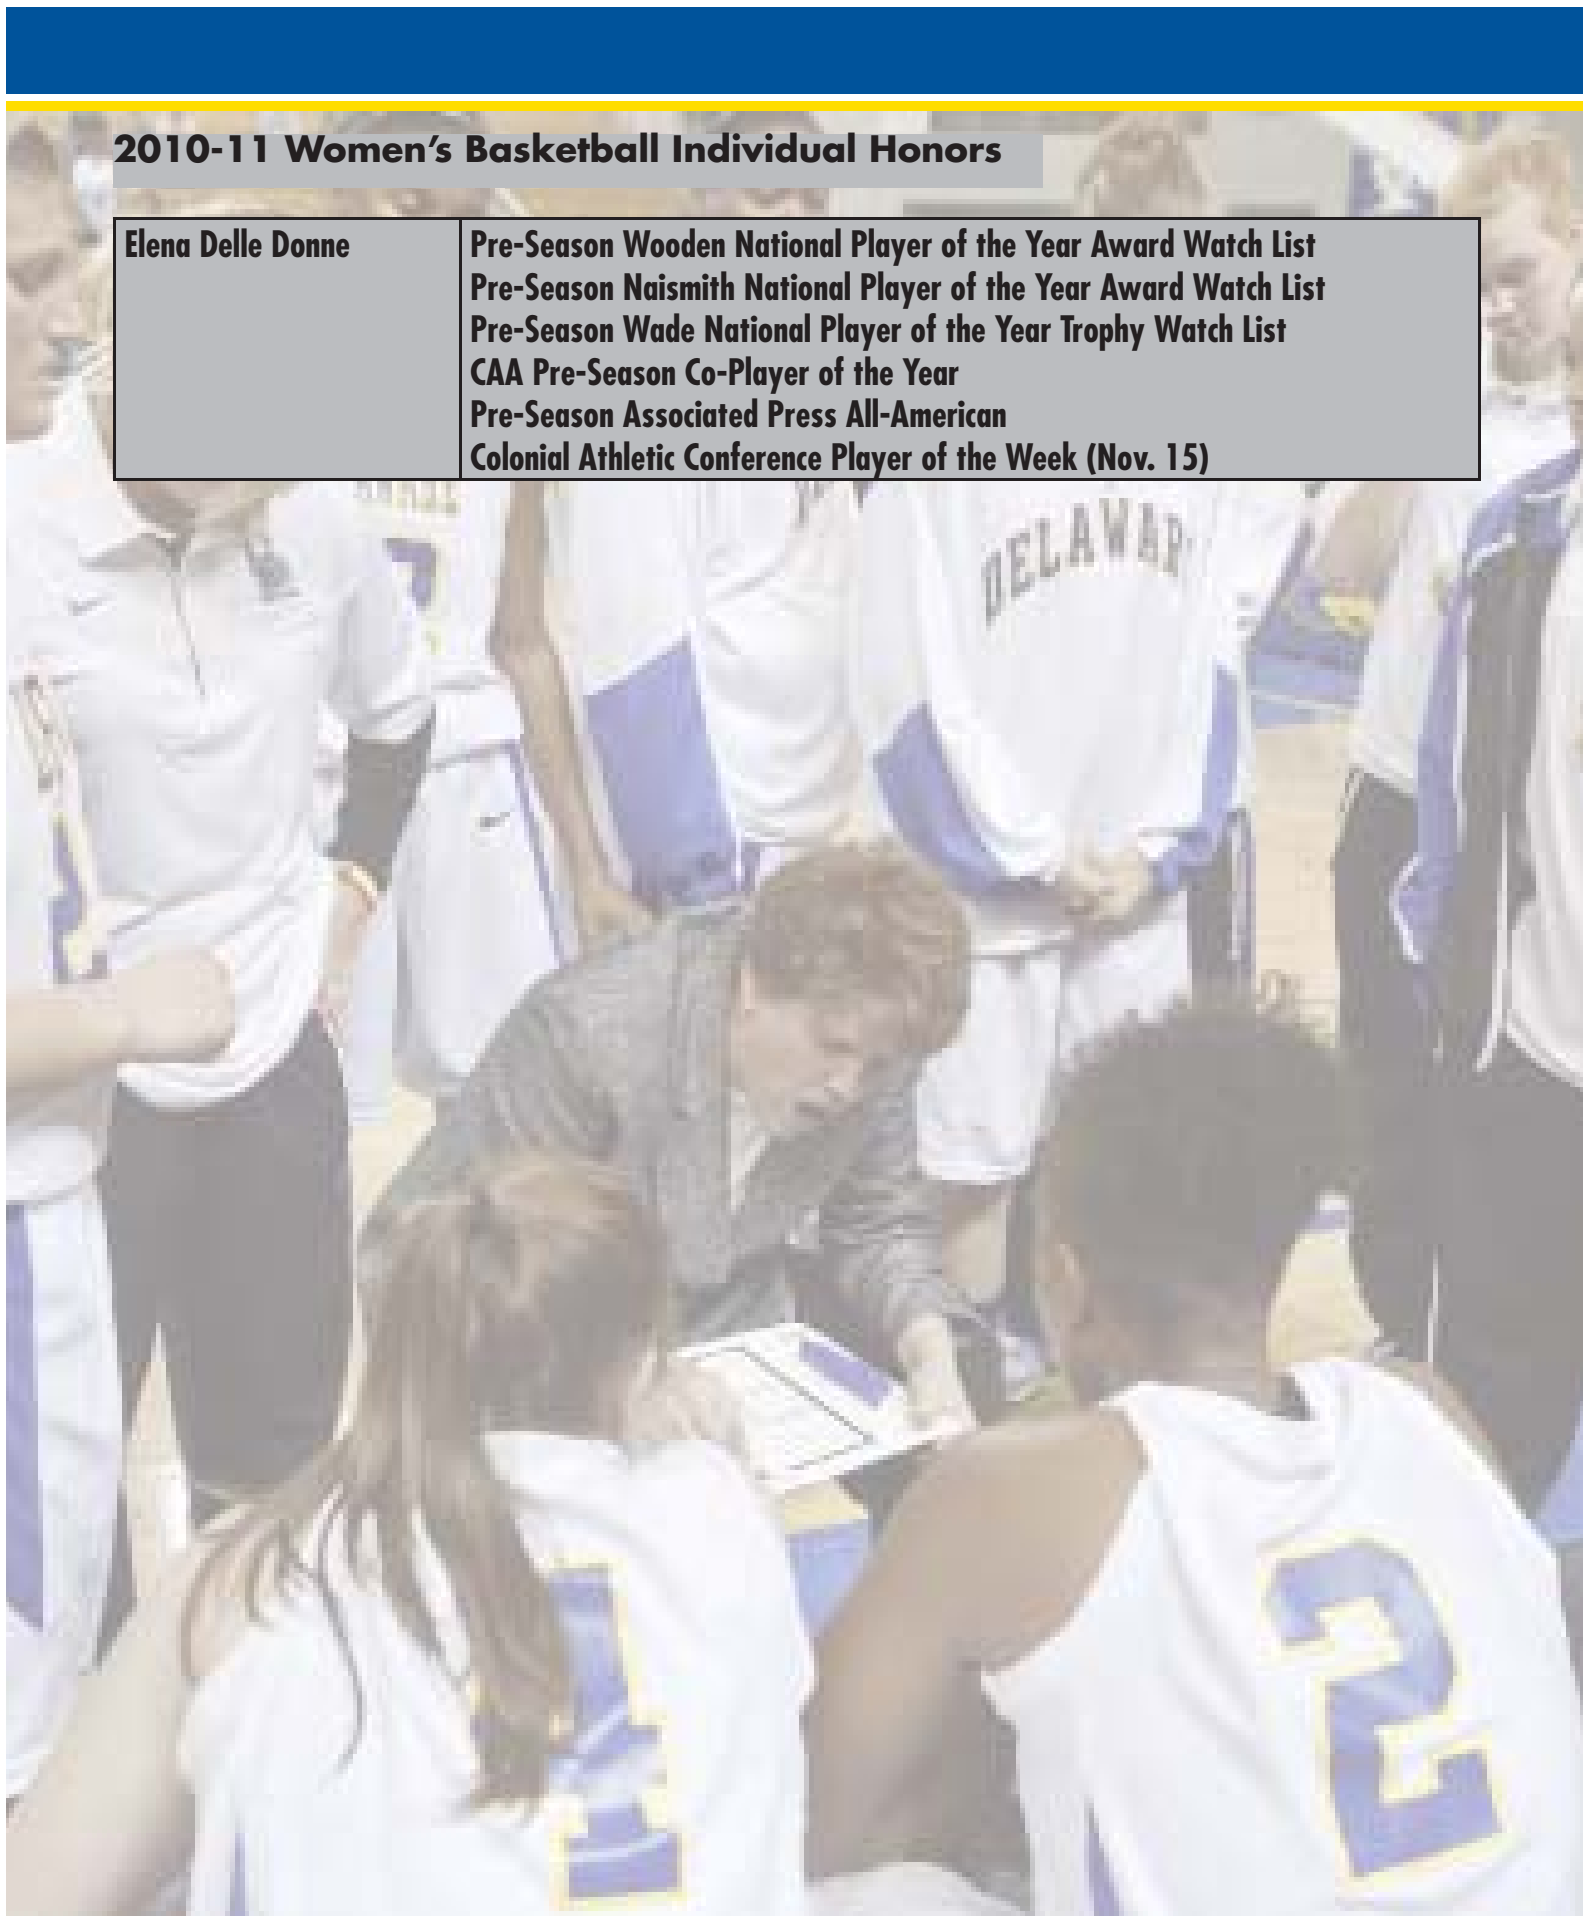 2010-11 Women's Basketball Individual Honors
Elena Delle Donne
Pre-Season Wooden National Player of the Year Award Watch List
Pre-Season Naismith National Player of the Year Award Watch List
Pre-Season Wade National Player of the Year Trophy Watch List
CAA Pre-Season Co-Player of the Year
Pre-Season Associated Press All-American
Colonial Athletic Conference Player of the Week (Nov. 15)
DELAWAR
1
2